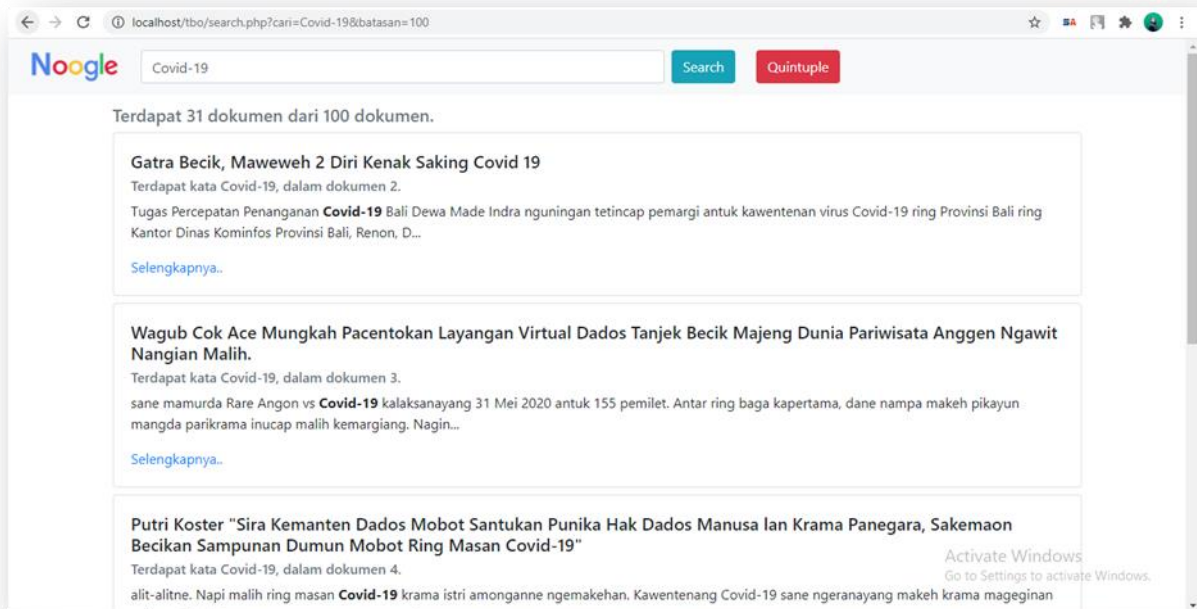 localhost/tbo/search.php?cari=Covid-19&batasan=100
SA
Noogle
Covid-19
Search
Quintuple
Terdapat 31 dokumen dari 100 dokumen.
Gatra Becik, Maweweh 2 Diri Kenak Saking Covid 19
Terdapat kata Covid-19, dalam dokumen 2.
Tugas Percepatan Penanganan Covid-19 Bali Dewa Made Indra nguningan tetincap pemargi antuk kawentenan virus Covid-19 ring Provinsi Bali ring
Kantor Dinas Kominfos Provinsi Bali, Renon, D...
Selengkapnya..
Wagub Cok Ace Mungkah Pacentokan Layangan Virtual Dados Tanjek Becik Majeng Dunia Pariwisata Anggen Ngawit
Nangian Malih.
Terdapat kata Covid-19, dalam dokumen 3.
sane mamurda Rare Angon vs Covid-19 kalaksanayang 31 Mei 2020 antuk 155 pemilet. Antar ring baga kapertama, dane nampa makeh pikayun
mangda parikrama inucap malih kemargiang. Nagin...
Selengkapnya..
Putri Koster "Sira Kemanten Dados Mobot Santukan Punika Hak Dados Manusa lan Krama Panegara, Sakemaon
Becikan Sampunan Dumun Mobot Ring Masan Covid-19"
Terdapat kata Covid-19, dalam dokumen 4.
alit-alitne. Napi malih ring masan Covid-19 krama istri amonganne ngemakehan. Kawentenang Covid-19 sane ngeranayang makeh krama mageginan
Activate Windows
Go to Settings to activate Windows.